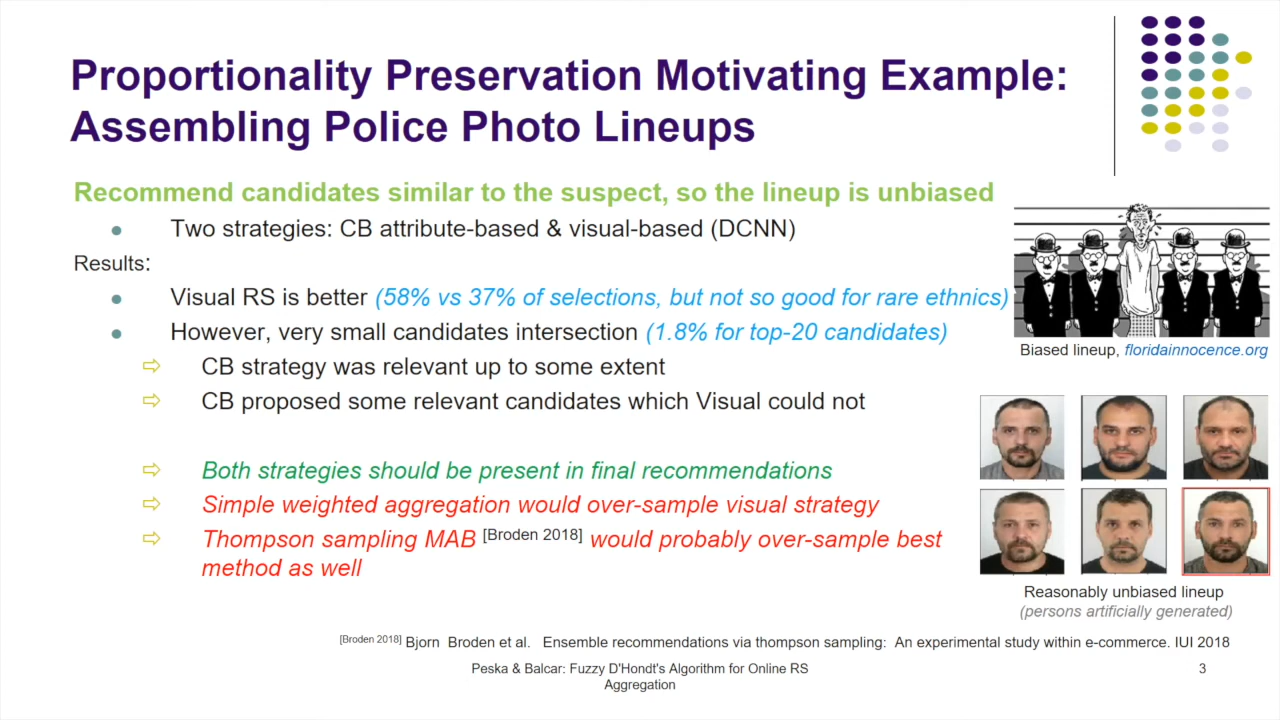 Proportionality Preservation Motivating Example:
Assembling Police Photo Lineups
Recommend candidates similar to the suspect, so the lineup is unbiased
Two strategies: CB attribute-based & visual-based (DCNN)
Results:
Visual RS is better (58% vs 37% of selections, but not so good for rare ethnics)
However, very small candidates intersection (1.8% for top-20 candidates)
CB strategy was relevant up to some extent
CB proposed some relevant candidates which Visual could not
Both strategies should be present in final recommendations
Simple weighted aggregation would over-sample visual strategy
Thompson sampling MAB [Broden 2018] would probably over-sample best
method as well
Biased lineup, floridainnocence.org
Reasonably unbiased lineup
(persons artificially generated)
[Broden 2018] Bjorn Broden et al. Ensemble recommendations via thompson sampling: An experimental study within e-commerce. IUI 2018
Peska & Balcar: Fuzzy D'Hondt's Algorithm for Online RS
Aggregation
3